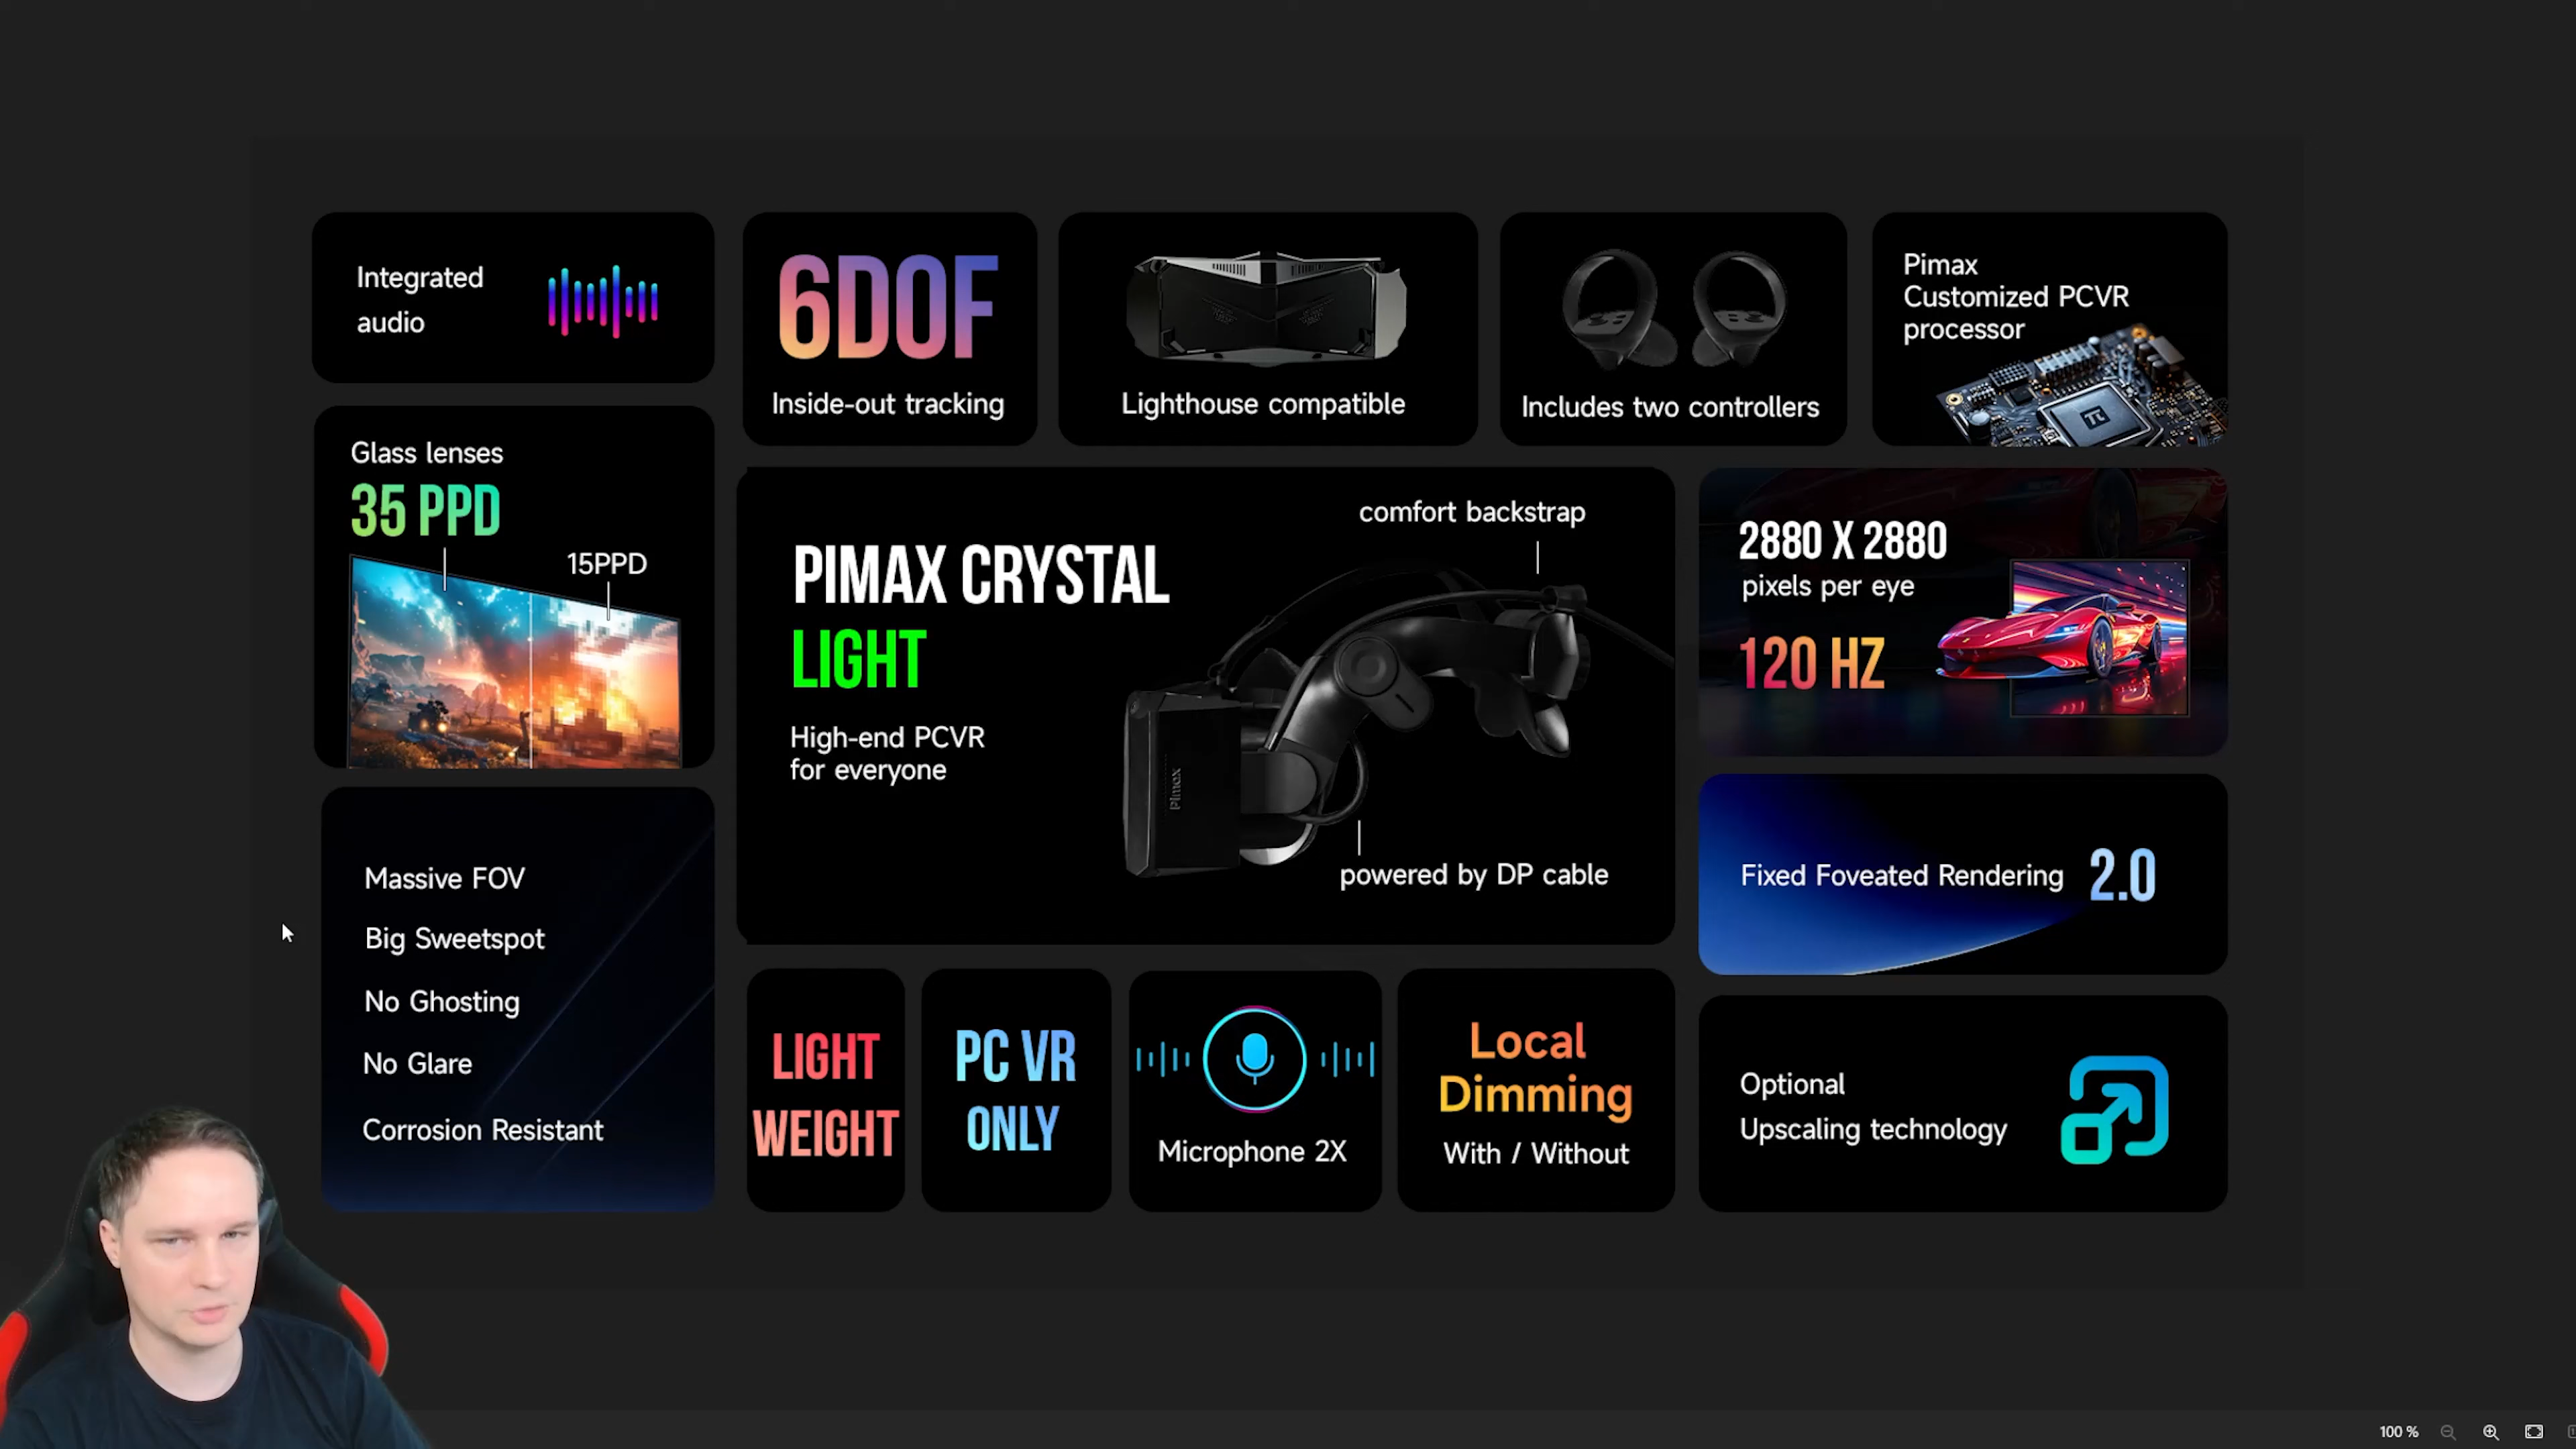 Integrated
audio
6DOF
Inside-out tracking
Lighthouse compatible
Includes two controllers
Pimax
Customized PCVR
processor
Glass lenses
35 PPD
15PPD
PIMAX CRYSTAL
LIGHT
High-end PCVR
for everyone
comfort backstrap
Pimax
powered by DP cable
2880 X 2880
pixels per eye
120 HZ
Fixed Foveated Rendering 2.0
Massive FOV
Big Sweetspot
No Ghosting
No Glare
Corrosion Resistant
LIGHT
WEIGHT
PC VR
ONLY
Microphone 2X
Local
Dimming
With / Without
Optional
Upscaling technology
100 %